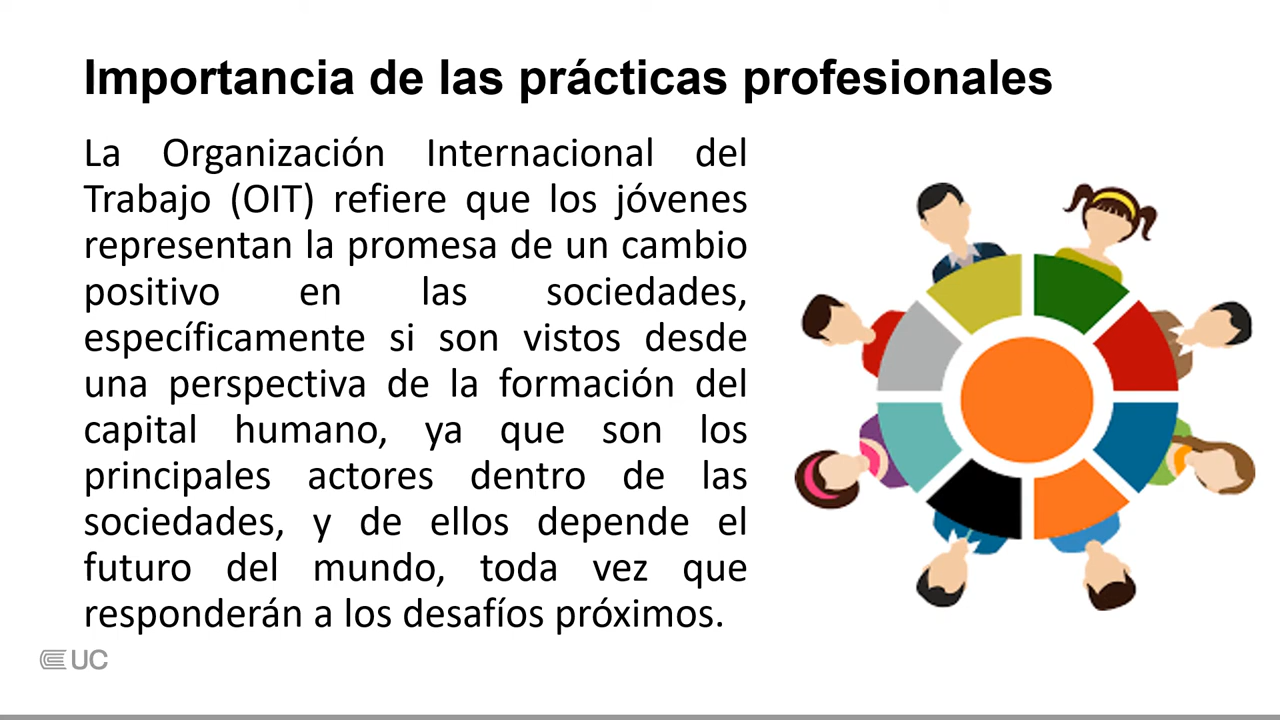 Importancia de las prácticas profesionales
La Organización Internacional del
Trabajo (OIT) refiere que los jóvenes
representan la promesa de un cambio
positivo en las sociedades,
específicamente si son vistos desde
una perspectiva de la formación del
capital humano, ya que son los
principales actores dentro de las
sociedades, y de ellos depende el
futuro del mundo, toda vez que
responderán a los desafíos próximos.
UC